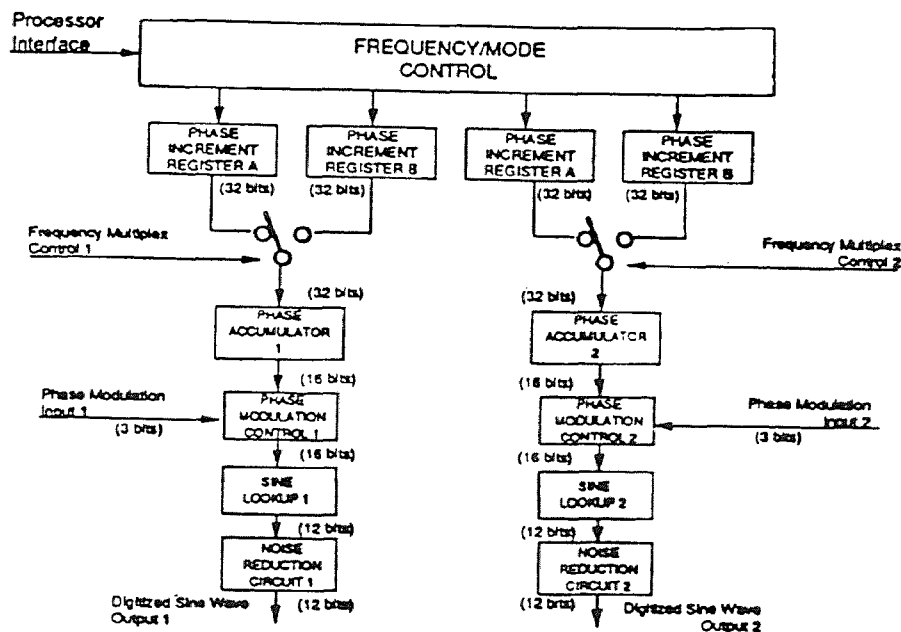 Processor
Interface
FREQUENCY/MODE
CONTROL
PHASE
INCREMENT
REGISTER A
PHASE
INCREMENT
REGISTER B
PHASE
INCREMENT
REGISTER A
PHASE
INCREMENT
REGISTER B
(32 bits)
(32 bits)
(32 bits)
(32 bits)
Frequency Multiplex
Control 1
Frequency Multiplex
Control 2
(32 bits)
(32 bits)
PHASE
ACCUMULATOR
1
PHASE
ACCUMULATOR
2
(16 bits)
(16 bits)
Phase Modulation
Input 1
(3 bits)
PHASE
MODULATION
CONTROL 1
PHASE
MODULATION
CONTROL 2
Phase Modulation
Input 2
(3 bits)
(16 bits)
(16 bits)
SINE
LOOKUP 1
SINE
LOOKUP 2
(12 bits)
(12 bits)
NOISE
REDUCTION
CIRCUIT 1
NOISE
REDUCTION
CIRCUIT 2
(12 bits)
(12 bits)
Digitized Sine Wave
Output 1
Digitized Sine Wave
Output 2